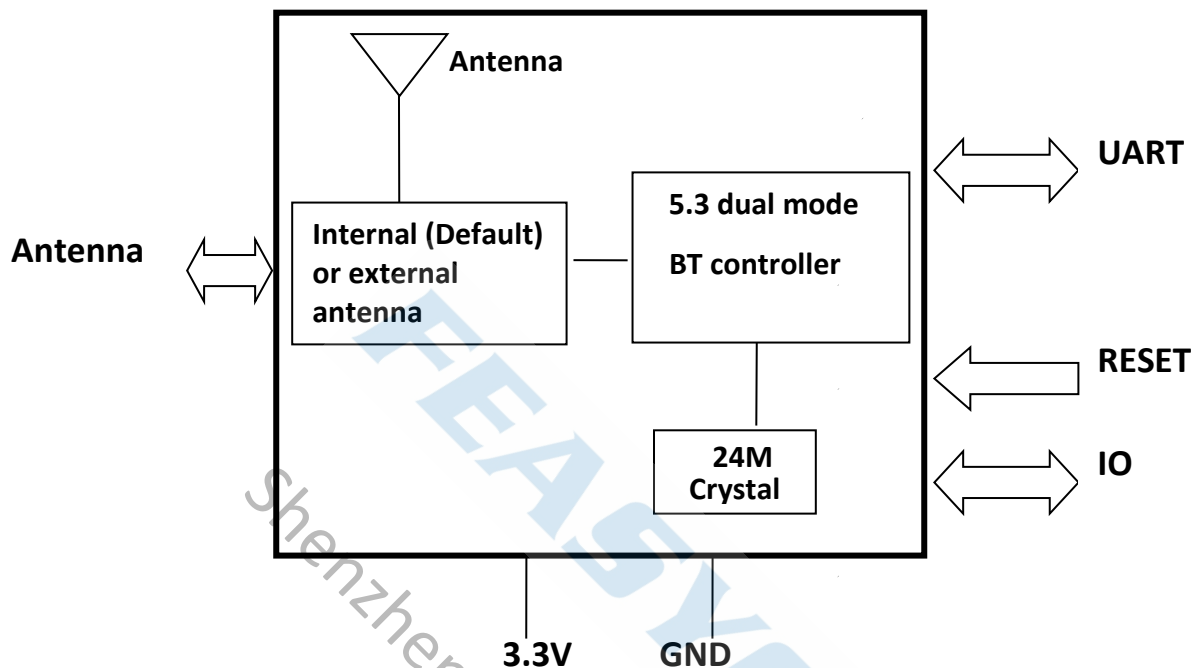 Antenna
UART
5.3 dual mode
BT controller
Internal (Default)
or external
antenna
Antenna
RESET
24M
Crystal
IO
3.3V
GND
FEASYC
Shenzhen